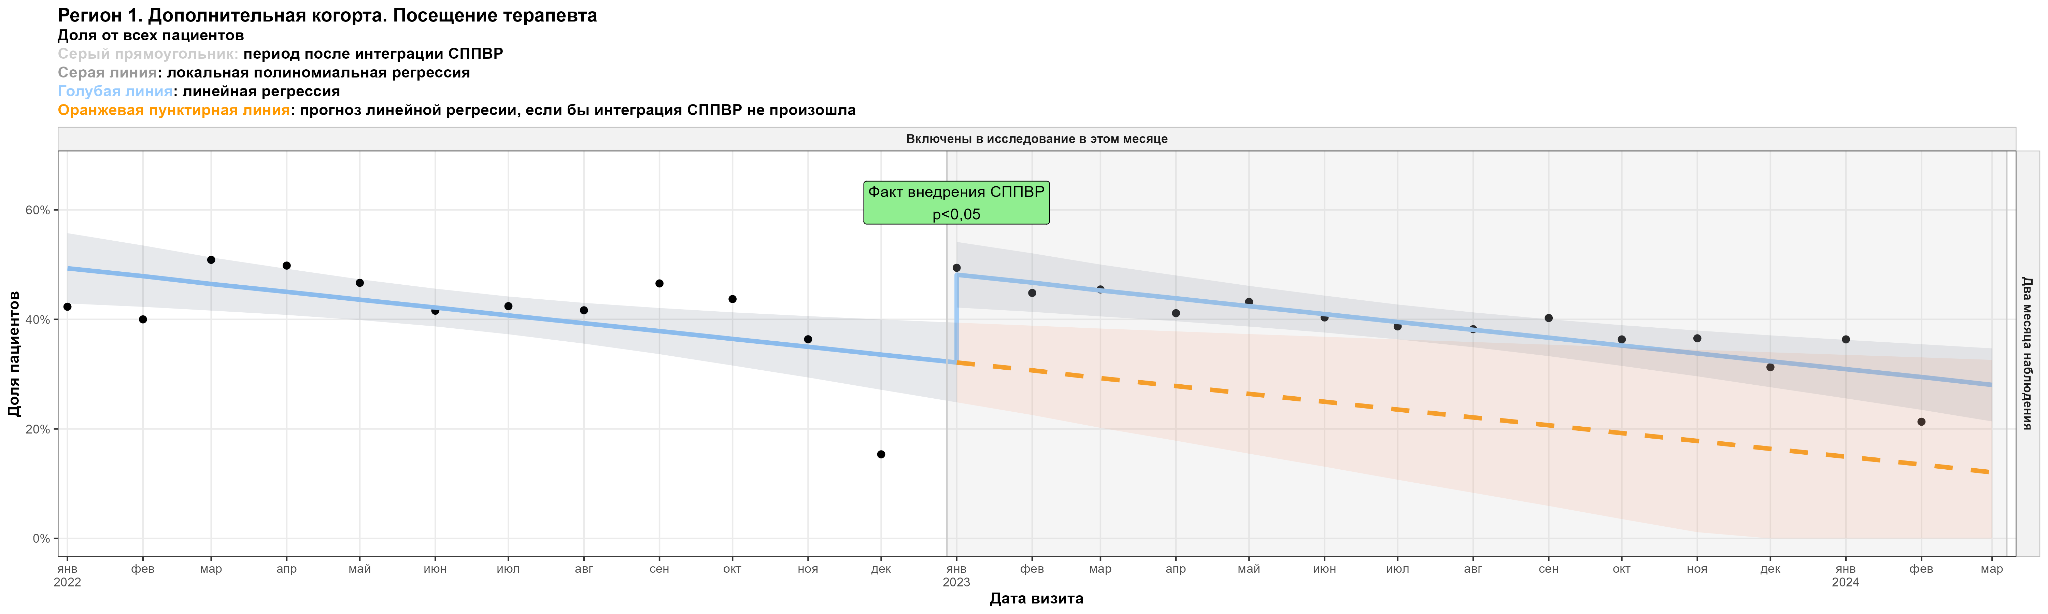 Регион 1. Дополнительная когорта. Посещение терапевта
Доля от всех пациентов
Серый прямоугольник: период после интеграции СППВР
Серая линия: локальная полиномиальная регрессия
Голубая линия: линейная регрессия
Оранжевая пунктирная линия: прогноз линейной регресии, если бы интеграция СППВР не произошла
Включены в исследование в этом месяце
Факт внедрения СППВР
p<0,05
60%
40%
20%
0%
Доля пациентов
Два месяца наблюдения
янв фев мар апр май июн июл авг сен окт ноя дек янв фев мар апр май июн июл авг сен окт ноя дек янв фев мар
2022 2023 2024
Дата визита